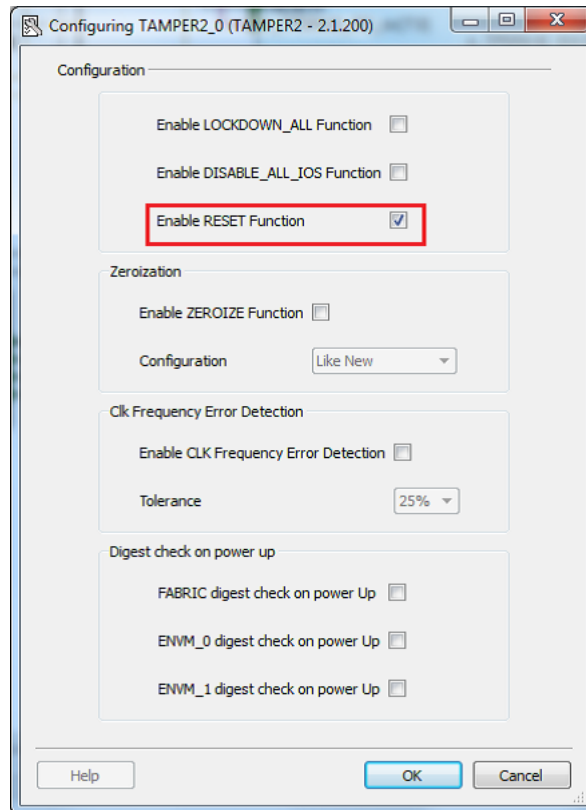 Configuring TAMPER2_0 (TAMPER2 - 2.1.200)
Configuration
Enable LOCKDOWN_ALL Function
Enable DISABLE_ALL_IOS Function
Enable RESET Function
Zeroization
Enable ZEROIZE Function
Configuration Like New
Clk Frequency Error Detection
Enable CLK Frequency Error Detection
Tolerance 25%
Digest check on power up
FABRIC digest check on power Up
ENVM_0 digest check on power Up
ENVM_1 digest check on power Up
Help OK Cancel